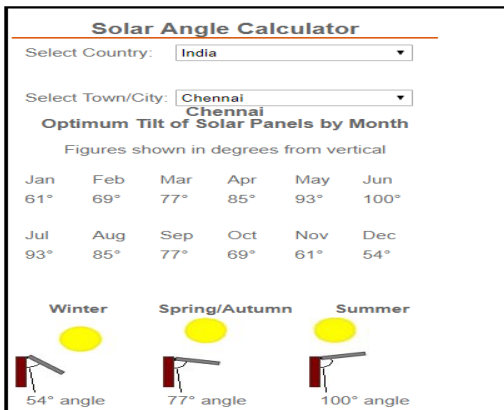 Solar Angle Calculator
Select Country: India
Select Town/City: Chennai
Chennai
Optimum Tilt of Solar Panels by Month
Figures shown in degrees from vertical
Jan Feb Mar Apr May Jun
61° 69° 77° 85° 93° 100°
Jul Aug Sep Oct Nov Dec
93° 85° 77° 69° 61° 54°
Winter Spring/Autumn Summer
54° angle 77° angle 100° angle